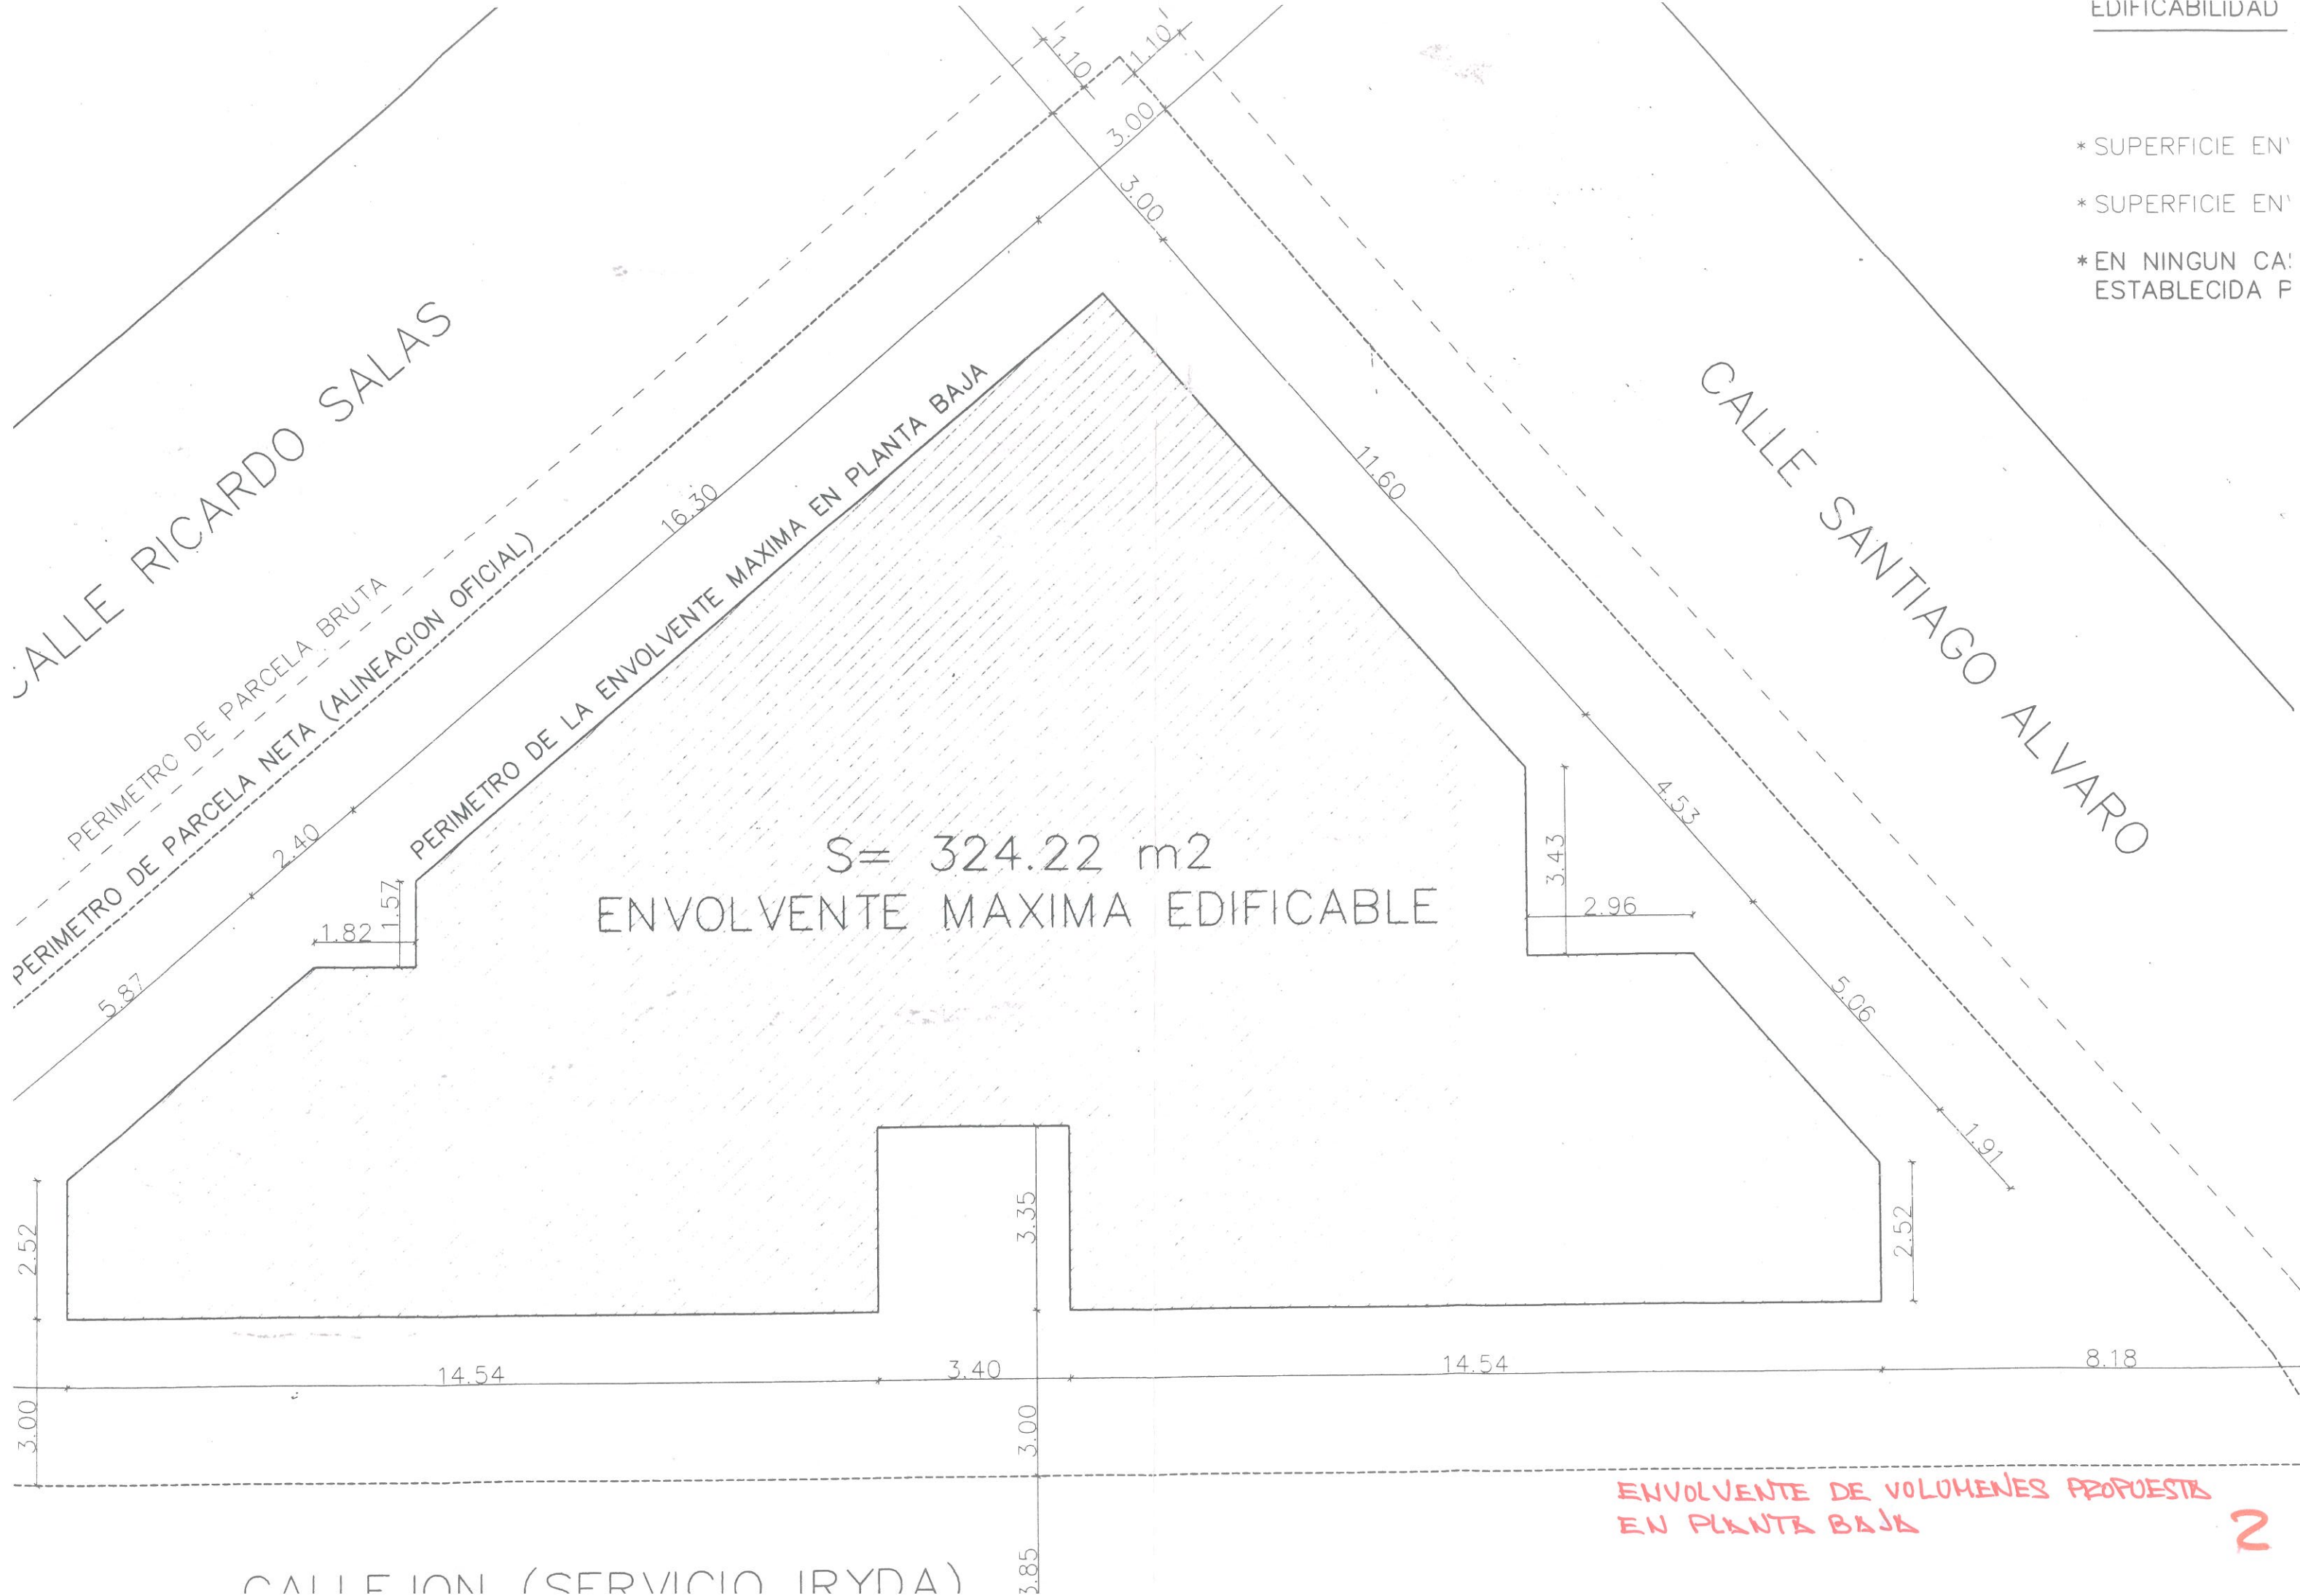 EDIFICABILIDAD
* SUPERFICIE
* SUPERFICIE
* EN NINGUN
ESTABLECIDA
1.10
1.10
3.00
3.00
CALLE RICARDO SALAS
CALLE SANTIAGO ALVARO
PERIMETRO DE PARCELA BRUTA
PERIMETRO DE PARCELA NETA (ALINEACION OFICIAL)
PERIMETRO DE LA ENVOLVENTE MAXIMA EN PLANTA BAJA
16.30
11.60
2.40
4.53
5.87
5.06
1.91
1.57
1.82
3.43
2.96
S= 324.22 m2
ENVOLVENTE MAXIMA EDIFICABLE
2.52
3.35
2.52
14.54
3.40
14.54
8.18
3.00
3.00
3.85
ENVOLVENTE DE VOLUMENES PROPUESTA
EN PLANTA BAJA
2
CALLEJON (SERVICIO IRYDA)